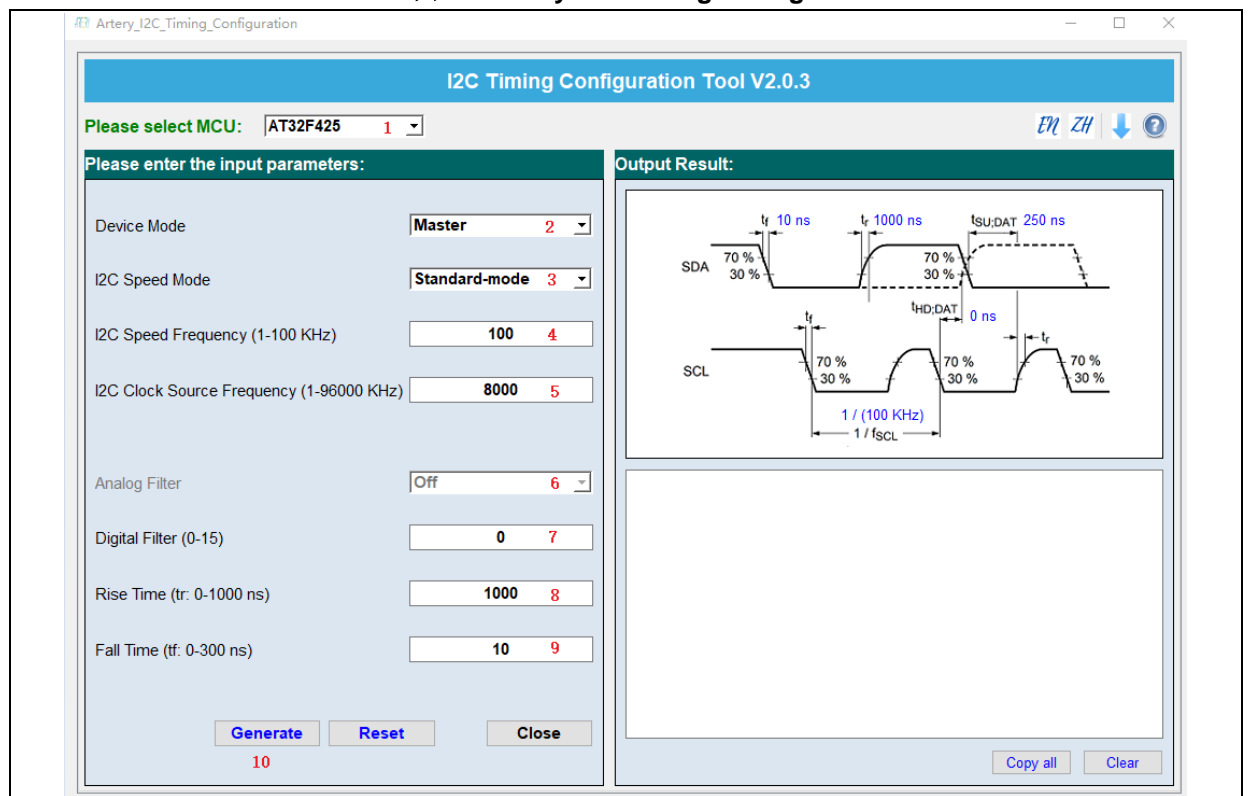 Artery_I2C_Timing_Configuration
I2C Timing Configuration Tool V2.0.3
Please select MCU: AT32F425 1
EN ZH
Please enter the input parameters:
Device Mode Master 2
I2C Speed Mode Standard-mode 3
I2C Speed Frequency (1-100 KHz) 100 4
I2C Clock Source Frequency (1-96000 KHz) 8000 5
Analog Filter Off 6
Digital Filter (0-15) 0 7
Rise Time (tr: 0-1000 ns) 1000 8
Fall Time (tf: 0-300 ns) 10 9
Generate Reset Close
10
Output Result:
tf 10 ns tr 1000 ns tSU;DAT 250 ns
SDA 70 % 70 %
30 % 30 %
tHD;DAT 0 ns
tf tr
SCL 70 % 70 % 70 %
30 % 30 % 30 %
1 / (100 KHz)
1 / fSCL
Copy all Clear